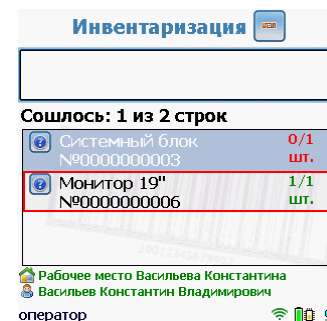 Инвентаризация
Сошлось: 1 из 2 строк
Системный блок 0/1
№0000000003 шт.
Монитор 19" 1/1
№0000000006 шт.
Рабочее место Васильева Константина
Васильев Константин Владимирович
оператор